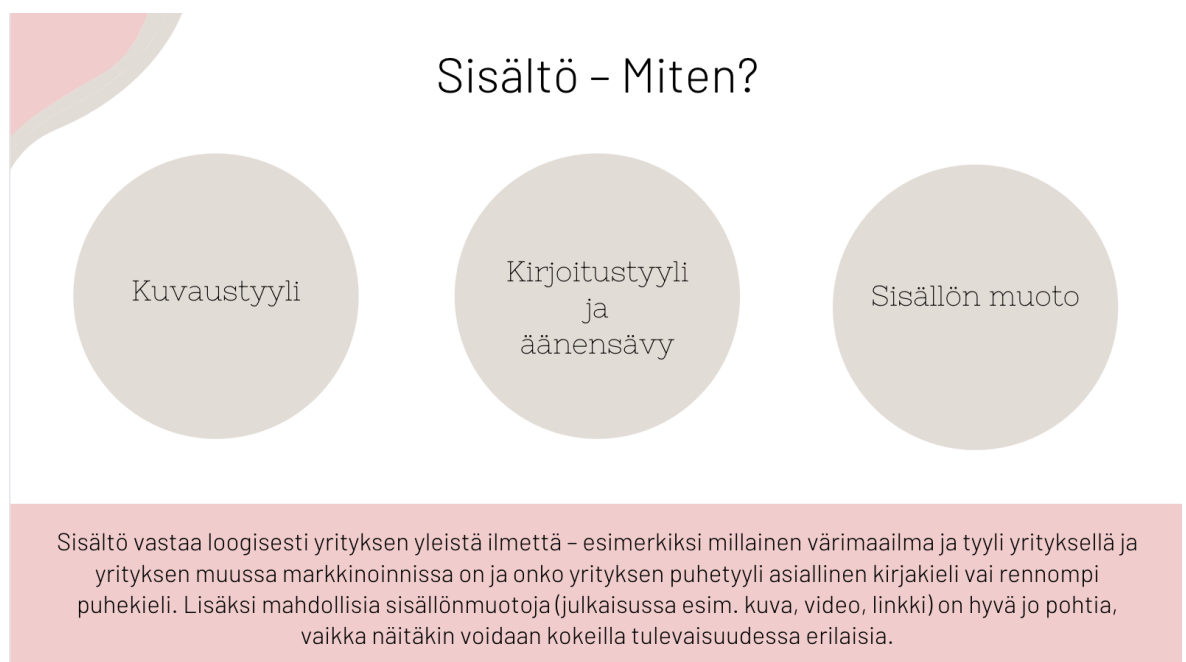 Sisältö – Miten?
Kuvaustyyli
Kirjoitustyyli
ja
äänensävy
Sisällön muoto
Sisältö vastaa loogisesti yrityksen yleistä ilmettä – esimerkiksi millainen värimaailma ja tyyli yrityksellä ja
yrityksen muussa markkinoinnissa on ja onko yrityksen puhetyyli asiallinen kirjakieli vai rennompi
puhekieli. Lisäksi mahdollisia sisällönmuotoja (julkaisussa esim. kuva, video, linkki) on hyvä jo pohtia,
vaikka näitäkin voidaan kokeilla tulevaisuudessa erilaisia.